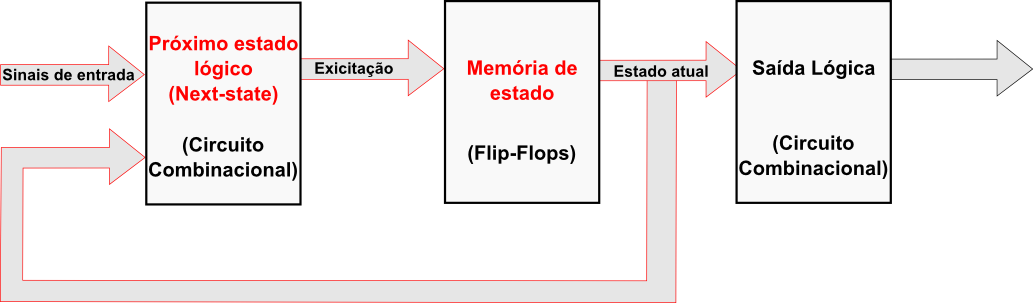 Sinais de entrada
Próximo estado
lógico
(Next-state)
(Circuito
Combinacional)
Exicitação
Memória de
estado
(Flip-Flops)
Estado atual
Saída Lógica
(Circuito
Combinacional)